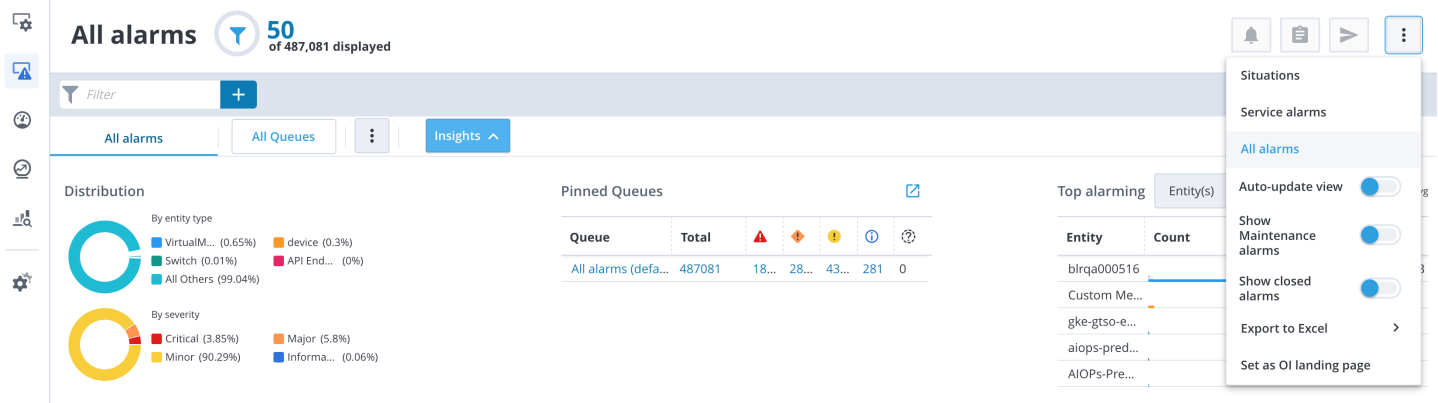 All alarms
50
of 487,081 displayed
Filter
All alarms
All Queues
Insights
Distribution
By entity type
VirtualM... (0.65%)
device (0.3%)
Switch (0.01%)
API End... (0%)
All Others (99.04%)
By severity
Critical (3.85%)
Major (5.8%)
Minor (90.29%)
Informa... (0.06%)
Pinned Queues
Queue Total
All alarms (defa... 487081 18... 28... 43... 281 0
Top alarming Entity(s)
Entity Count
blrqa000516
Custom Me...
gke-gtso-e...
aiops-pred...
AIOPs-Pre...
Situations
Service alarms
All alarms
Auto-update view
Show
Maintenance
alarms
Show closed
alarms
Export to Excel
Set as OI landing page